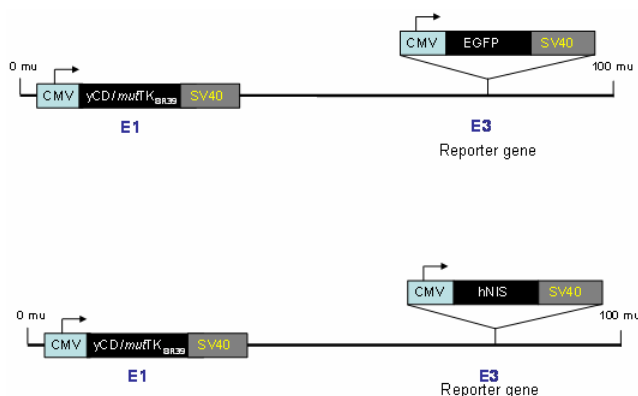 CMV EGFP SV40
0 mu 100 mu
CMV yCD/mutTKSR39 SV40
E1 E3
Reporter gene
CMV hNIS SV40
0 mu 100 mu
CMV yCD/mutTKSR39 SV40
E1 E3
Reporter gene